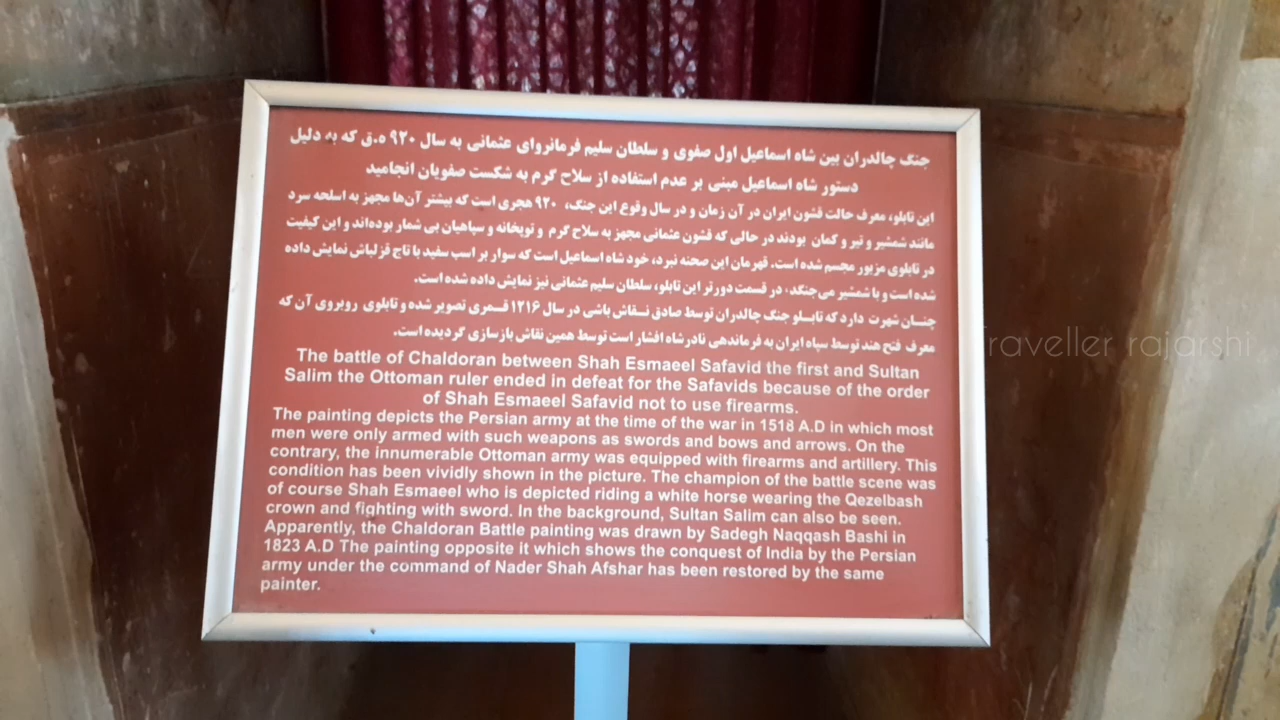 جنگ چالدران بین شاه اسماعیل اول صفوی و سلطان سلیم فرمانروای عثمانی به سال ۹۲۰ ه.ق که به دلیل
دستور شاه اسماعیل مبنی بر عدم استفاده از سلاح گرم به شکست صفویان انجامید
این تابلو، معرف حالت قشون ایران در آن زمان و در سال وقوع این جنگ، ۹۲۰ هجری است که بیشتر آن‌ها مجهز به اسلحه سرد
مانند شمشیر و تیر و کمان بودند در حالی که قشون عثمانی مجهز به سلاح گرم و توپخانه و سپاهیان بی شمار بوده‌اند و این کیفیت
در تابلوی مزبور مجسم شده است. قهرمان این صحنه نبرد، خود شاه اسماعیل است که سوار بر اسب سفید با تاج قزلباش نمایش داده
شده است و با شمشیر می‌جنگد. در قسمت دورتر این تابلو، سلطان سلیم عثمانی نیز نمایش داده شده است.
چنان شهرت دارد که تابلو جنگ چالدران توسط صادق نقاش باشی در سال ۱۲۱۶ قمری تصویر شده و تابلوی روبروی آن که
معرف فتح هند توسط سپاه ایران به فرماندهی نادرشاه افشار است توسط همین نقاش بازسازی گردیده است.
The battle of Chaldoran between Shah Esmaeel Safavid the first and Sultan
Salim the Ottoman ruler ended in defeat for the Safavids because of the order
of Shah Esmaeel Safavid not to use firearms.
The painting depicts the Persian army at the time of the war in 1518 A.D in which most
men were only armed with such weapons as swords and bows and arrows. On the
contrary, the innumerable Ottoman army was equipped with firearms and artillery. This
condition has been vividly shown in the picture. The champion of the battle scene was
of course Shah Esmaeel who is depicted riding a white horse wearing the Qezelbash
crown and fighting with sword. In the background, Sultan Salim can also be seen.
Apparently, the Chaldoran Battle painting was drawn by Sadegh Naqqash Bashi in
1823 A.D The painting opposite it which shows the conquest of India by the Persian
army under the command of Nader Shah Afshar has been restored by the same
painter.
Traveller rajarshi